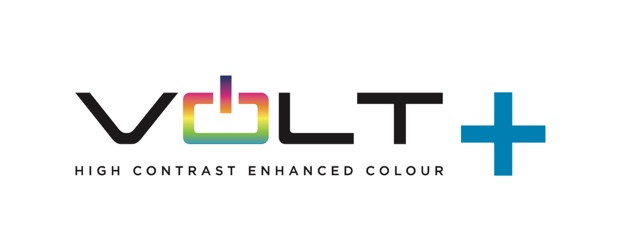 VOLT+
HIGH CONTRAST ENHANCED COLOUR